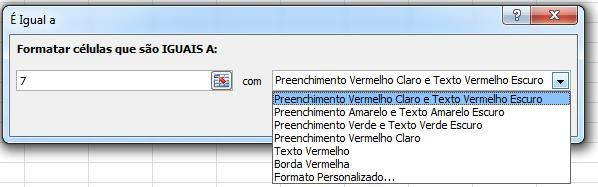 É Igual a
Formatar células que são IGUAIS A:
7 com Preenchimento Vermelho Claro e Texto Vermelho Escuro
Preenchimento Vermelho Claro e Texto Vermelho Escuro
Preenchimento Amarelo e Texto Amarelo Escuro
Preenchimento Verde e Texto Verde Escuro
Preenchimento Vermelho Claro
Texto Vermelho
Borda Vermelha
Formato Personalizado...